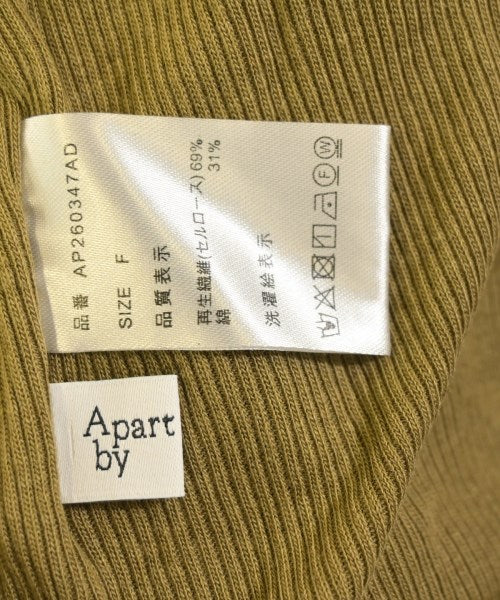 品番 AP260347AD
SIZE F
品質表示
再生繊維(セルロース) 69%
綿 31%
洗濯絵表示
Apart
by